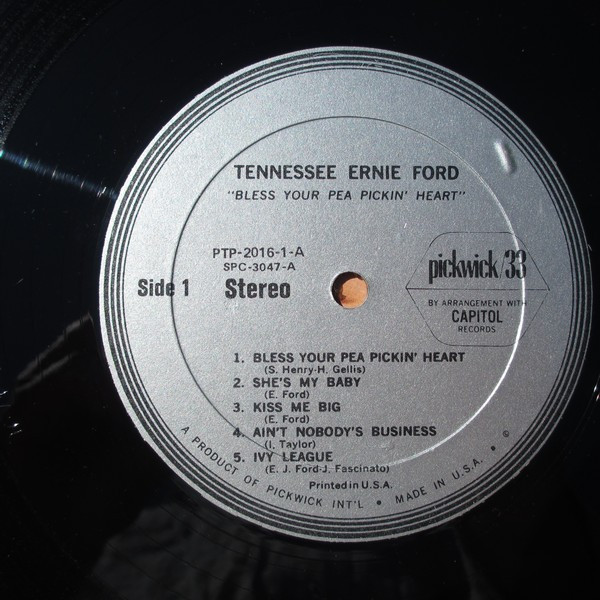 TENNESSEE ERNIE FORD
"BLESS YOUR PEA PICKIN' HEART"
PTP-2016-1-A
SPC-3047-A
Side 1
Stereo
pickwick/33
BY ARRANGEMENT WITH
CAPITOL
RECORDS
1. BLESS YOUR PEA PICKIN' HEART
(S. Henry-H. Gellis)
2. SHE'S MY BABY
(E. Ford)
3. KISS ME BIG
(E. Ford)
4. AIN'T NOBODY'S BUSINESS
(I. Taylor)
5. IVY LEAGUE
(E. J. Ford-J. Fascinato)
Printed in U.S.A.
A PRODUCT OF PICKWICK INT'L • MADE IN U.S.A. • ©